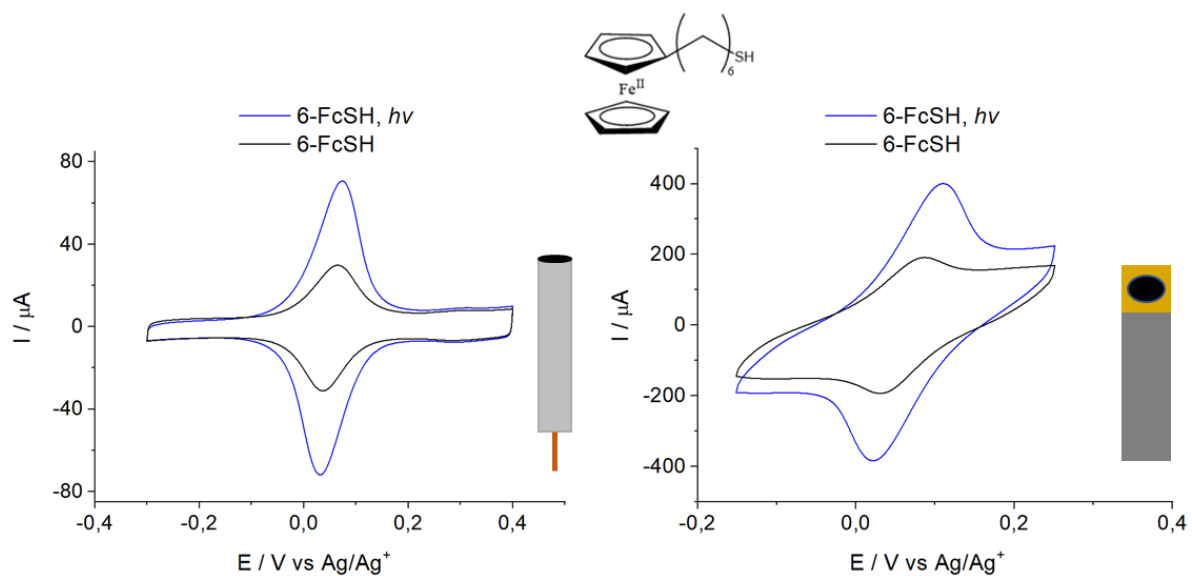 SH
6
Fe^II
6-FcSH, hν
6-FcSH
80
40
0
-40
-80
I / μA
-0,4
-0,2
0,0
0,2
0,4
E / V vs Ag/Ag⁺
6-FcSH, hν
6-FcSH
400
200
0
-200
-400
I / μA
-0,2
0,0
0,2
0,4
E / V vs Ag/Ag⁺